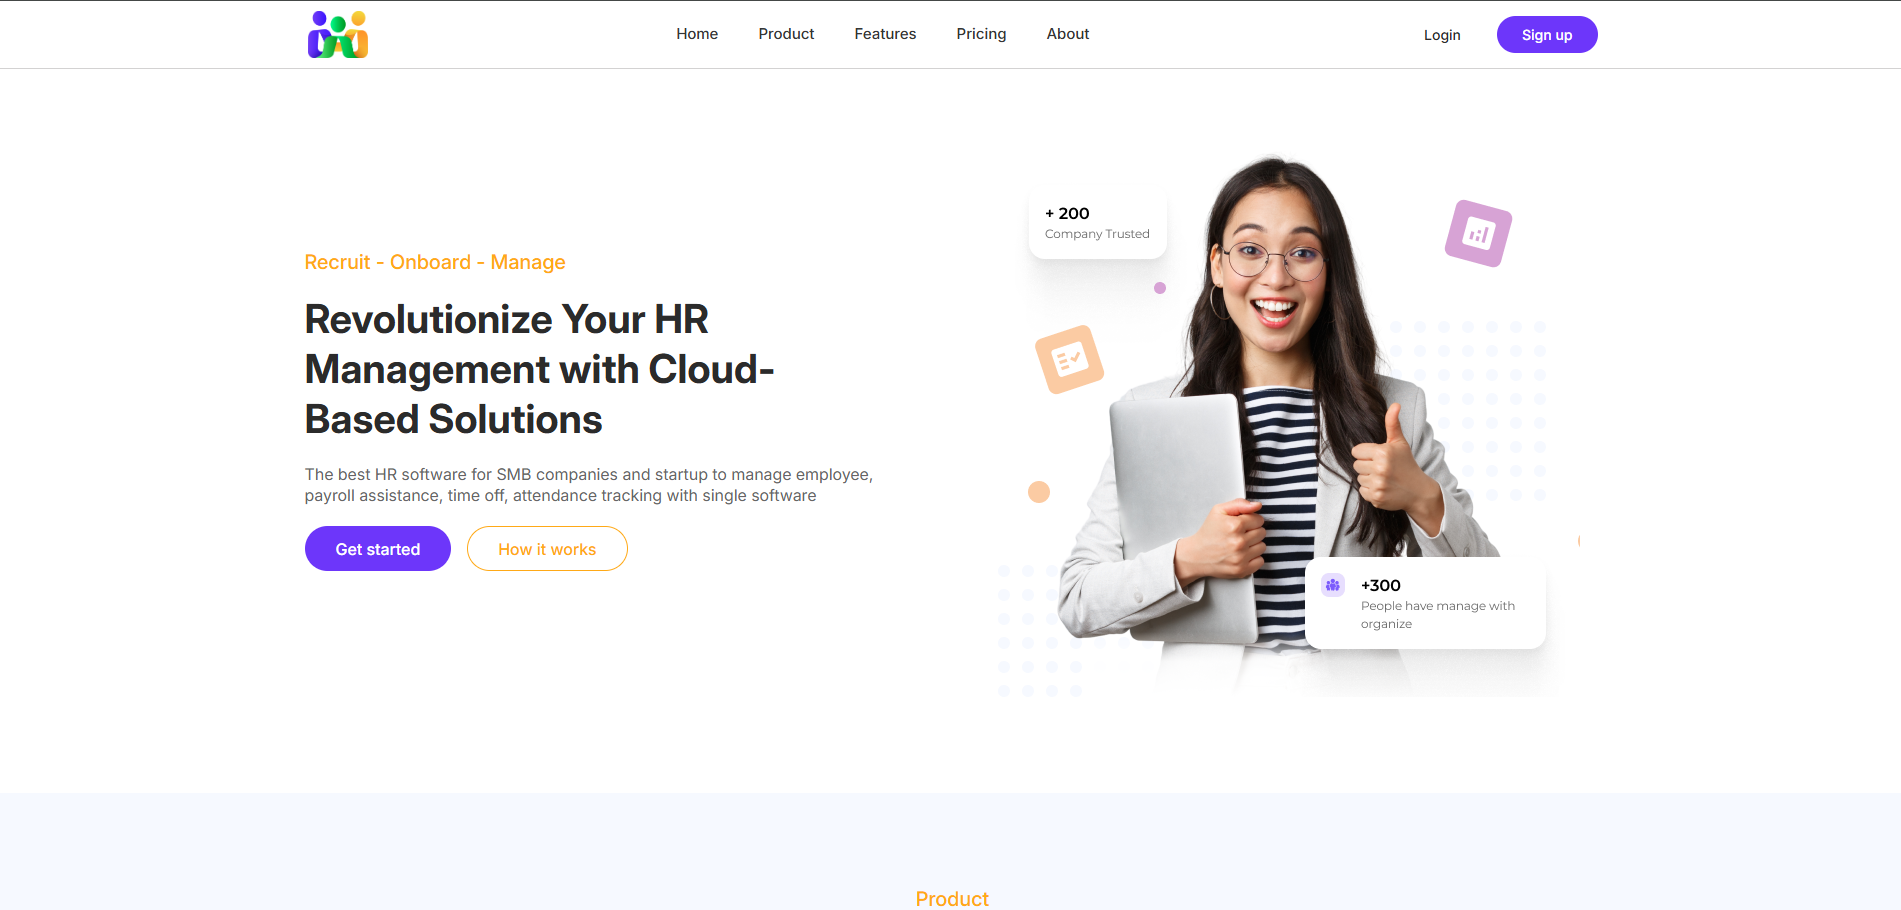 Home Product Features Pricing About Login Sign up
Recruit - Onboard - Manage
Revolutionize Your HR
Management with Cloud-
Based Solutions
The best HR software for SMB companies and startup to manage employee,
payroll assistance, time off, attendance tracking with single software
Get started How it works
+ 200
Company Trusted
+300
People have manage with
organize
Product